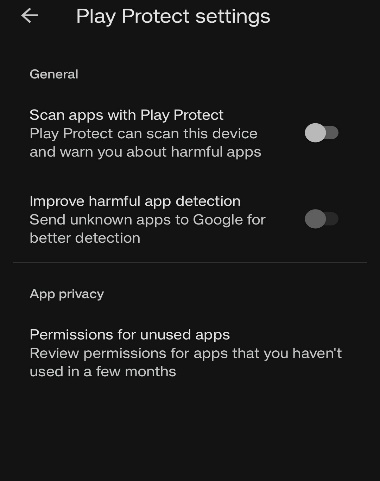 Play Protect settings
General
Scan apps with Play Protect
Play Protect can scan this device
and warn you about harmful apps
Improve harmful app detection
Send unknown apps to Google for
better detection
App privacy
Permissions for unused apps
Review permissions for apps that you haven't
used in a few months